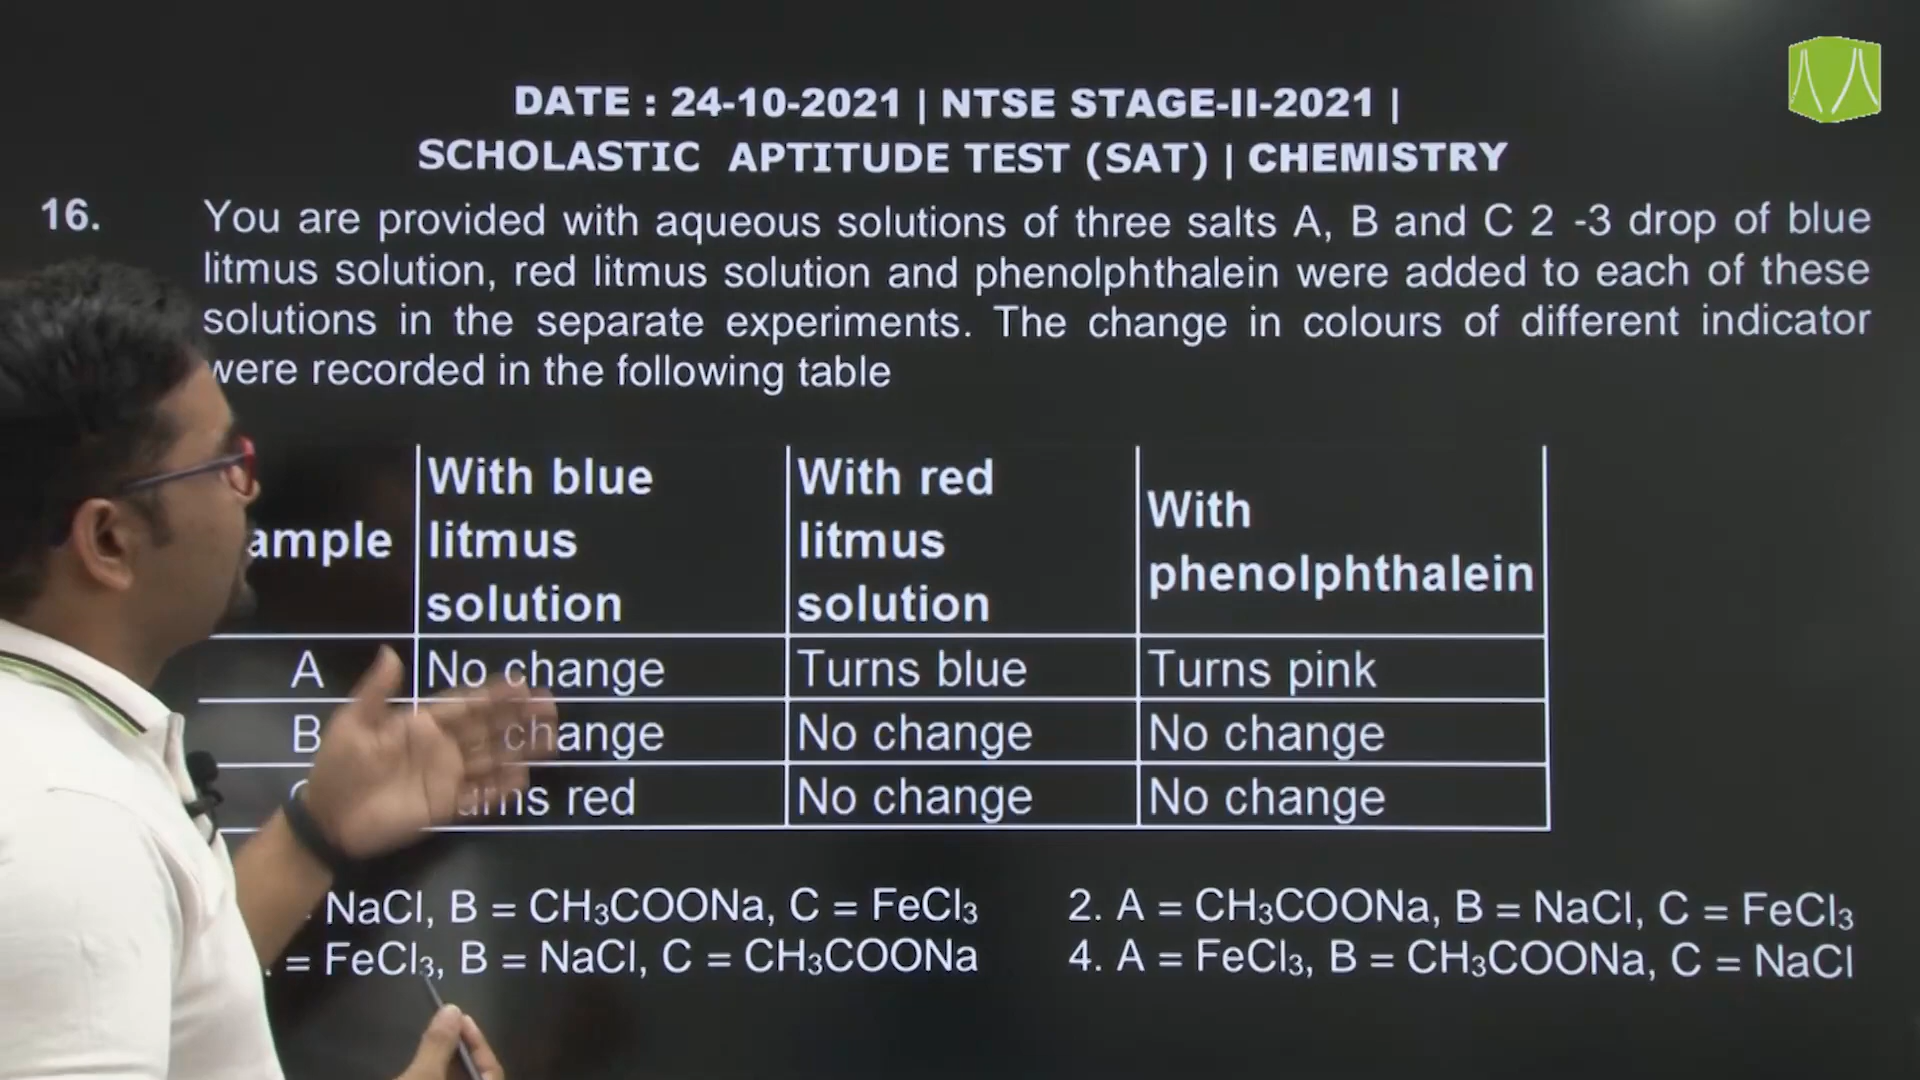 DATE : 24-10-2021 | NTSE STAGE-II-2021 |
SCHOLASTIC APTITUDE TEST (SAT) | CHEMISTRY
16. You are provided with aqueous solutions of three salts A, B and C 2 -3 drop of blue
litmus solution, red litmus solution and phenolphthalein were added to each of these
solutions in the separate experiments. The change in colours of different indicator
were recorded in the following table
ample With blue litmus solution With red litmus solution With phenolphthalein
A No change Turns blue Turns pink
B change No change No change
red No change No change
NaCl, B = CH₃COONa, C = FeCl₃ 2. A = CH₃COONa, B = NaCl, C = FeCl₃
= FeCl₃, B = NaCl, C = CH₃COONa 4. A = FeCl₃, B = CH₃COONa, C = NaCl